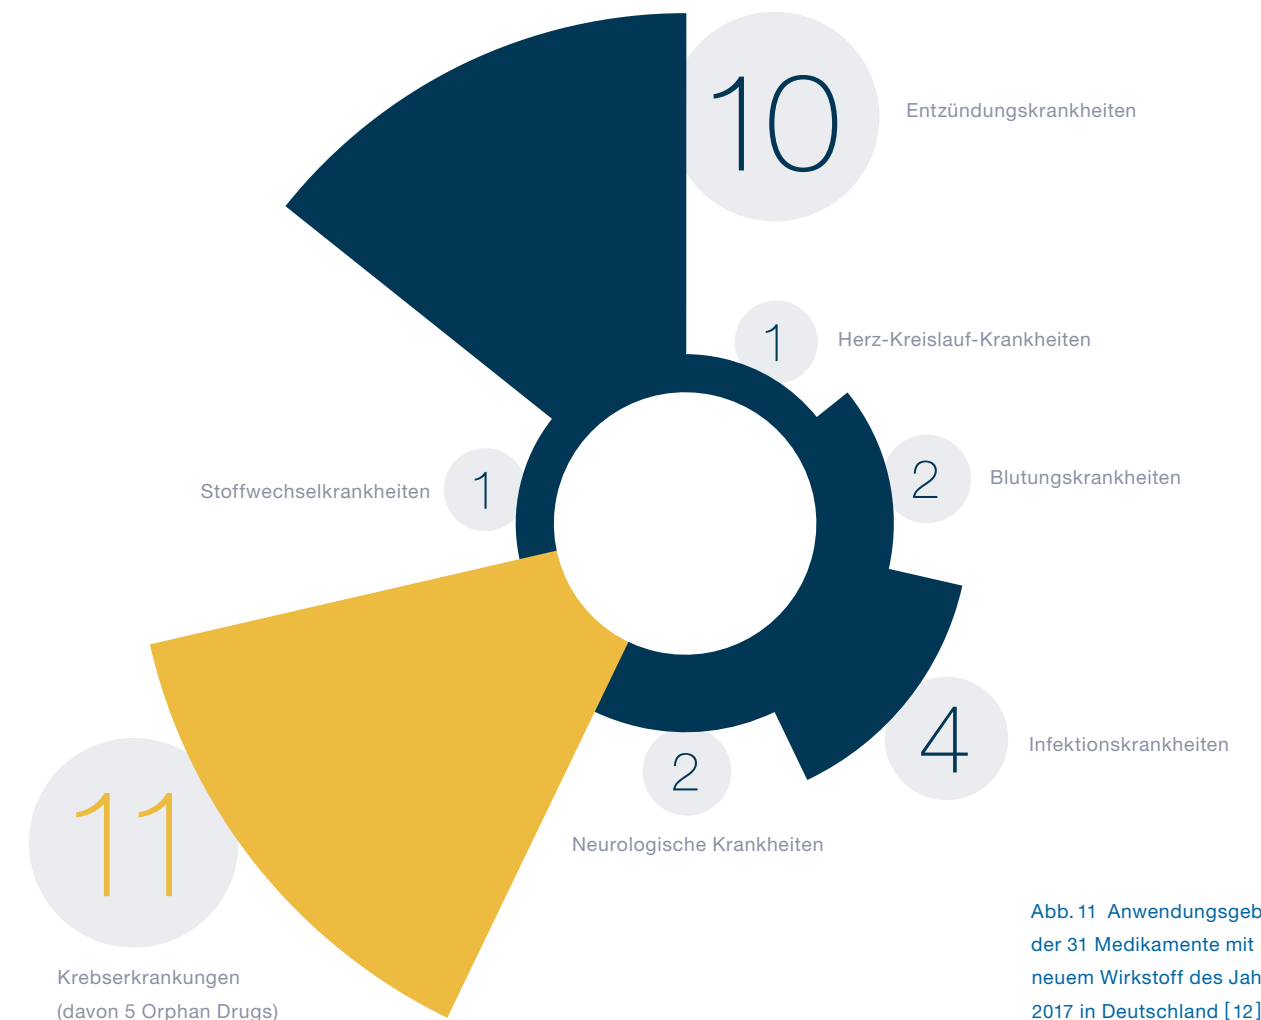 10
Entzündungskrankheiten
1
Herz-Kreislauf-Krankheiten
2
Blutungskrankheiten
Stoffwechselkrankheiten
1
4
Infektionskrankheiten
2
Neurologische Krankheiten
11
Krebserkrankungen
(davon 5 Orphan Drugs)
Abb. 11 Anwendungsgeb
der 31 Medikamente mit
neuem Wirkstoff des Jah
2017 in Deutschland [12]